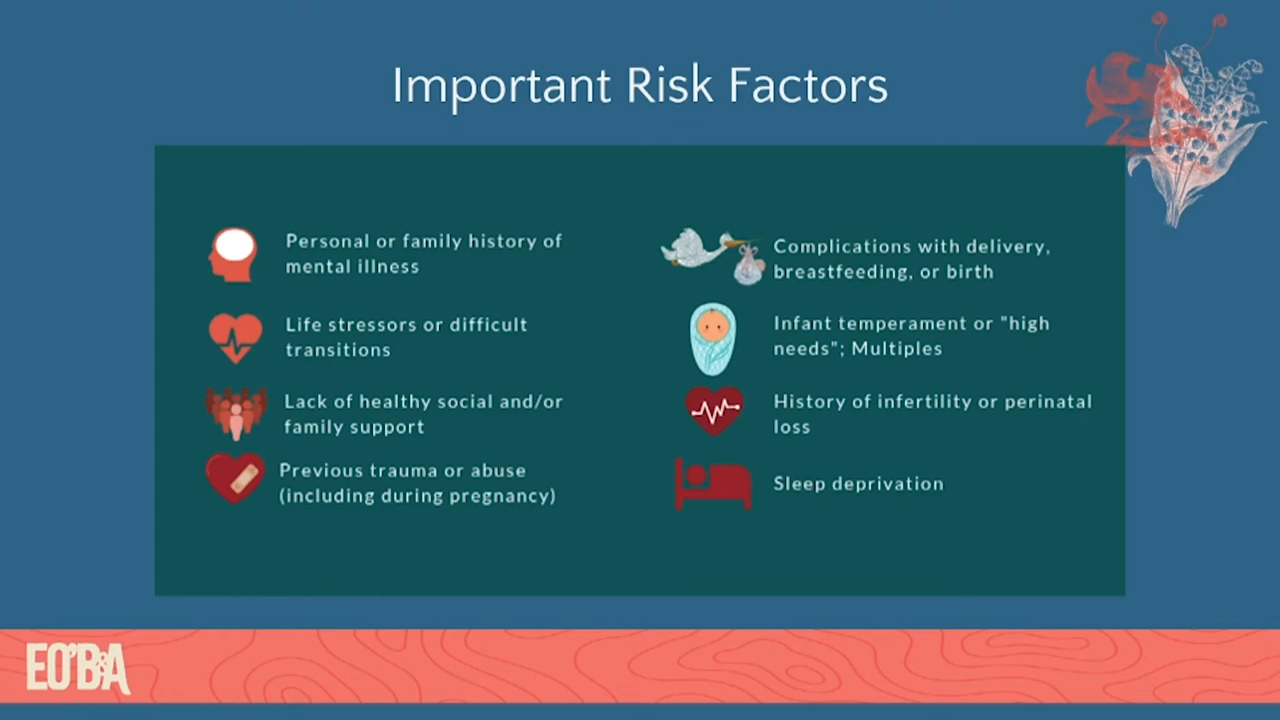 Important Risk Factors
Personal or family history of
mental illness
Life stressors or difficult
transitions
Lack of healthy social and/or
family support
Previous trauma or abuse
(including during pregnancy)
Complications with delivery,
breastfeeding, or birth
Infant temperament or "high
needs"; Multiples
History of infertility or perinatal
loss
Sleep deprivation
EO'B&A